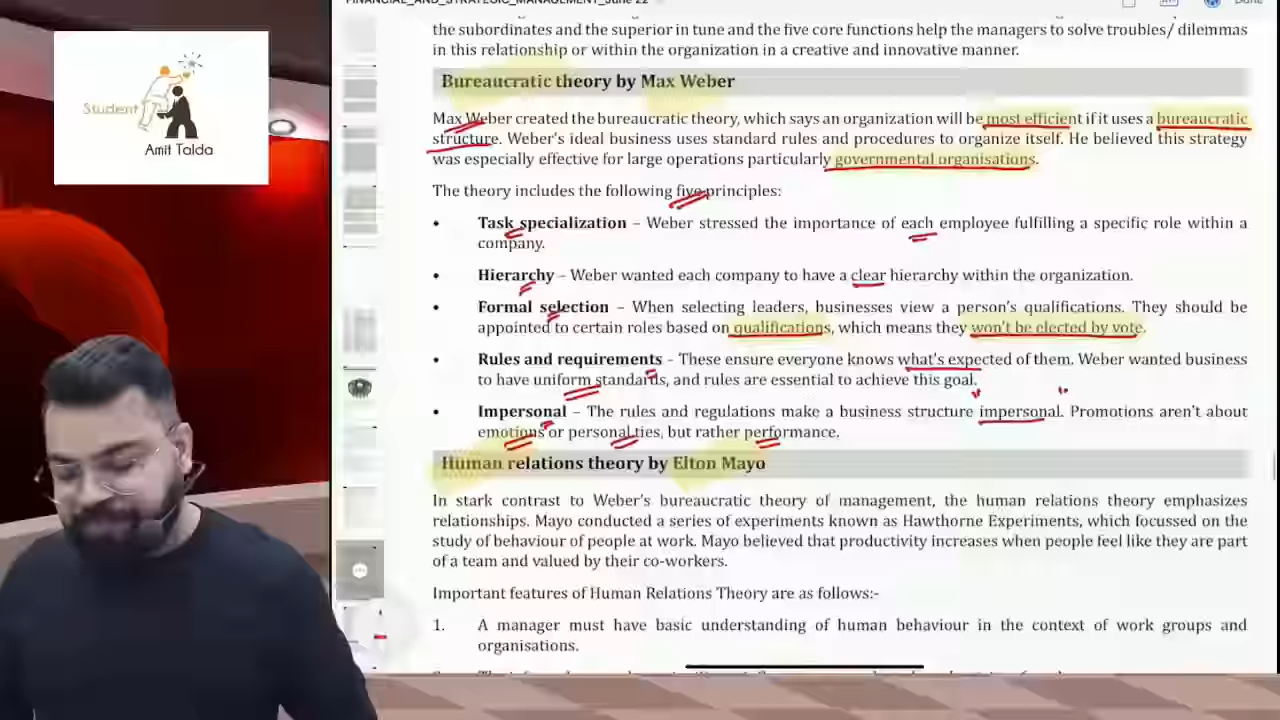 FINANCIAL_AND_STRATEGIC_MANAGEMENT_June 22
Done
the subordinates and the superior in tune and the five core functions help the managers to solve troubles/ dilemmas
in this relationship or within the organization in a creative and innovative manner.
Bureaucratic theory by Max Weber
Max Weber created the bureaucratic theory, which says an organization will be most efficient if it uses a bureaucratic
structure. Weber's ideal business uses standard rules and procedures to organize itself. He believed this strategy
was especially effective for large operations particularly governmental organisations.
The theory includes the following five principles:
• Task specialization – Weber stressed the importance of each employee fulfilling a specific role within a
company.
• Hierarchy – Weber wanted each company to have a clear hierarchy within the organization.
• Formal selection – When selecting leaders, businesses view a person's qualifications. They should be
appointed to certain roles based on qualifications, which means they won't be elected by vote.
• Rules and requirements – These ensure everyone knows what's expected of them. Weber wanted business
to have uniform standards, and rules are essential to achieve this goal.
• Impersonal – The rules and regulations make a business structure impersonal. Promotions aren't about
emotions or personal ties, but rather performance.
Human relations theory by Elton Mayo
In stark contrast to Weber's bureaucratic theory of management, the human relations theory emphasizes
relationships. Mayo conducted a series of experiments known as Hawthorne Experiments, which focussed on the
study of behaviour of people at work. Mayo believed that productivity increases when people feel like they are part
of a team and valued by their co-workers.
Important features of Human Relations Theory are as follows:-
1. A manager must have basic understanding of human behaviour in the context of work groups and
organisations.
Student
Amit Talda